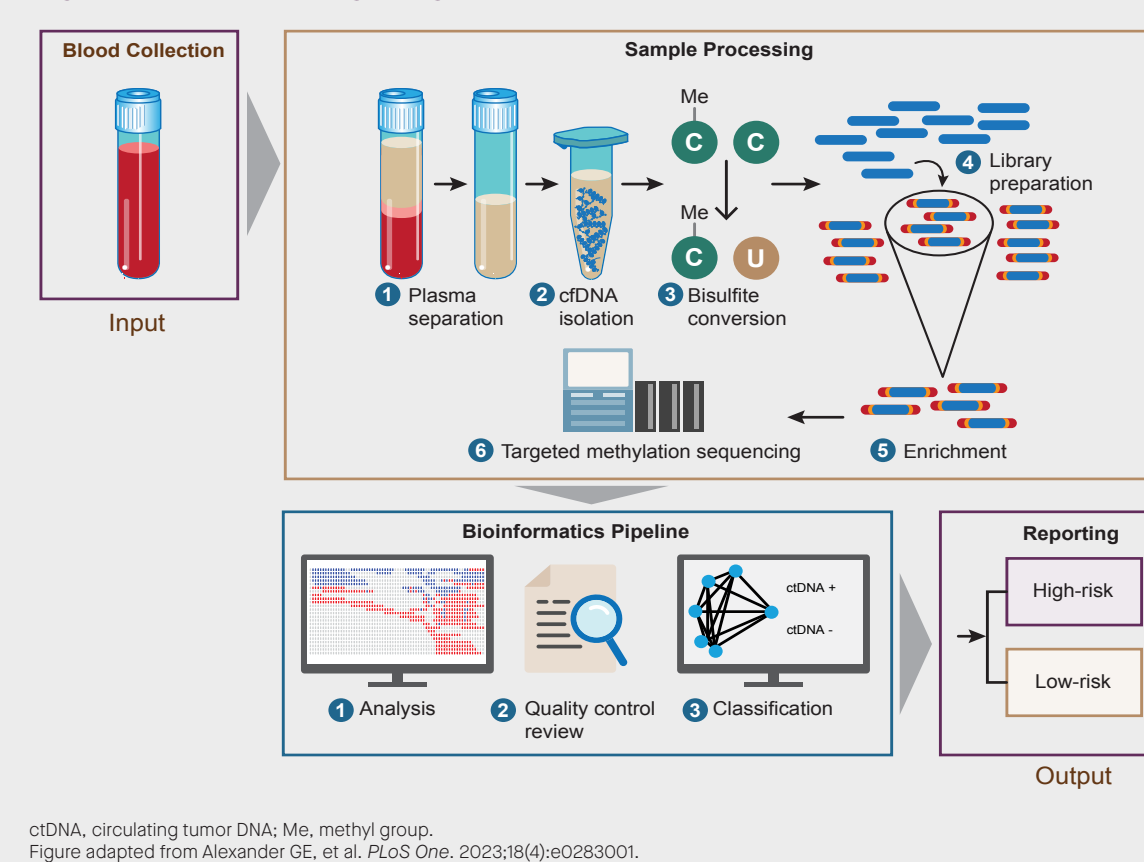 Blood Collection
Input
Sample Processing
Me
C
C
Me
C
U
1 Plasma
separation
2 cfDNA
isolation
3 Bisulfite
conversion
4 Library
preparation
5 Enrichment
6 Targeted methylation sequencing
Bioinformatics Pipeline
ctDNA +
ctDNA -
1 Analysis
2 Quality control
review
3 Classification
Reporting
High-risk
Low-risk
Output
ctDNA, circulating tumor DNA; Me, methyl group.
Figure adapted from Alexander GE, et al. PLoS One. 2023;18(4):e0283001.